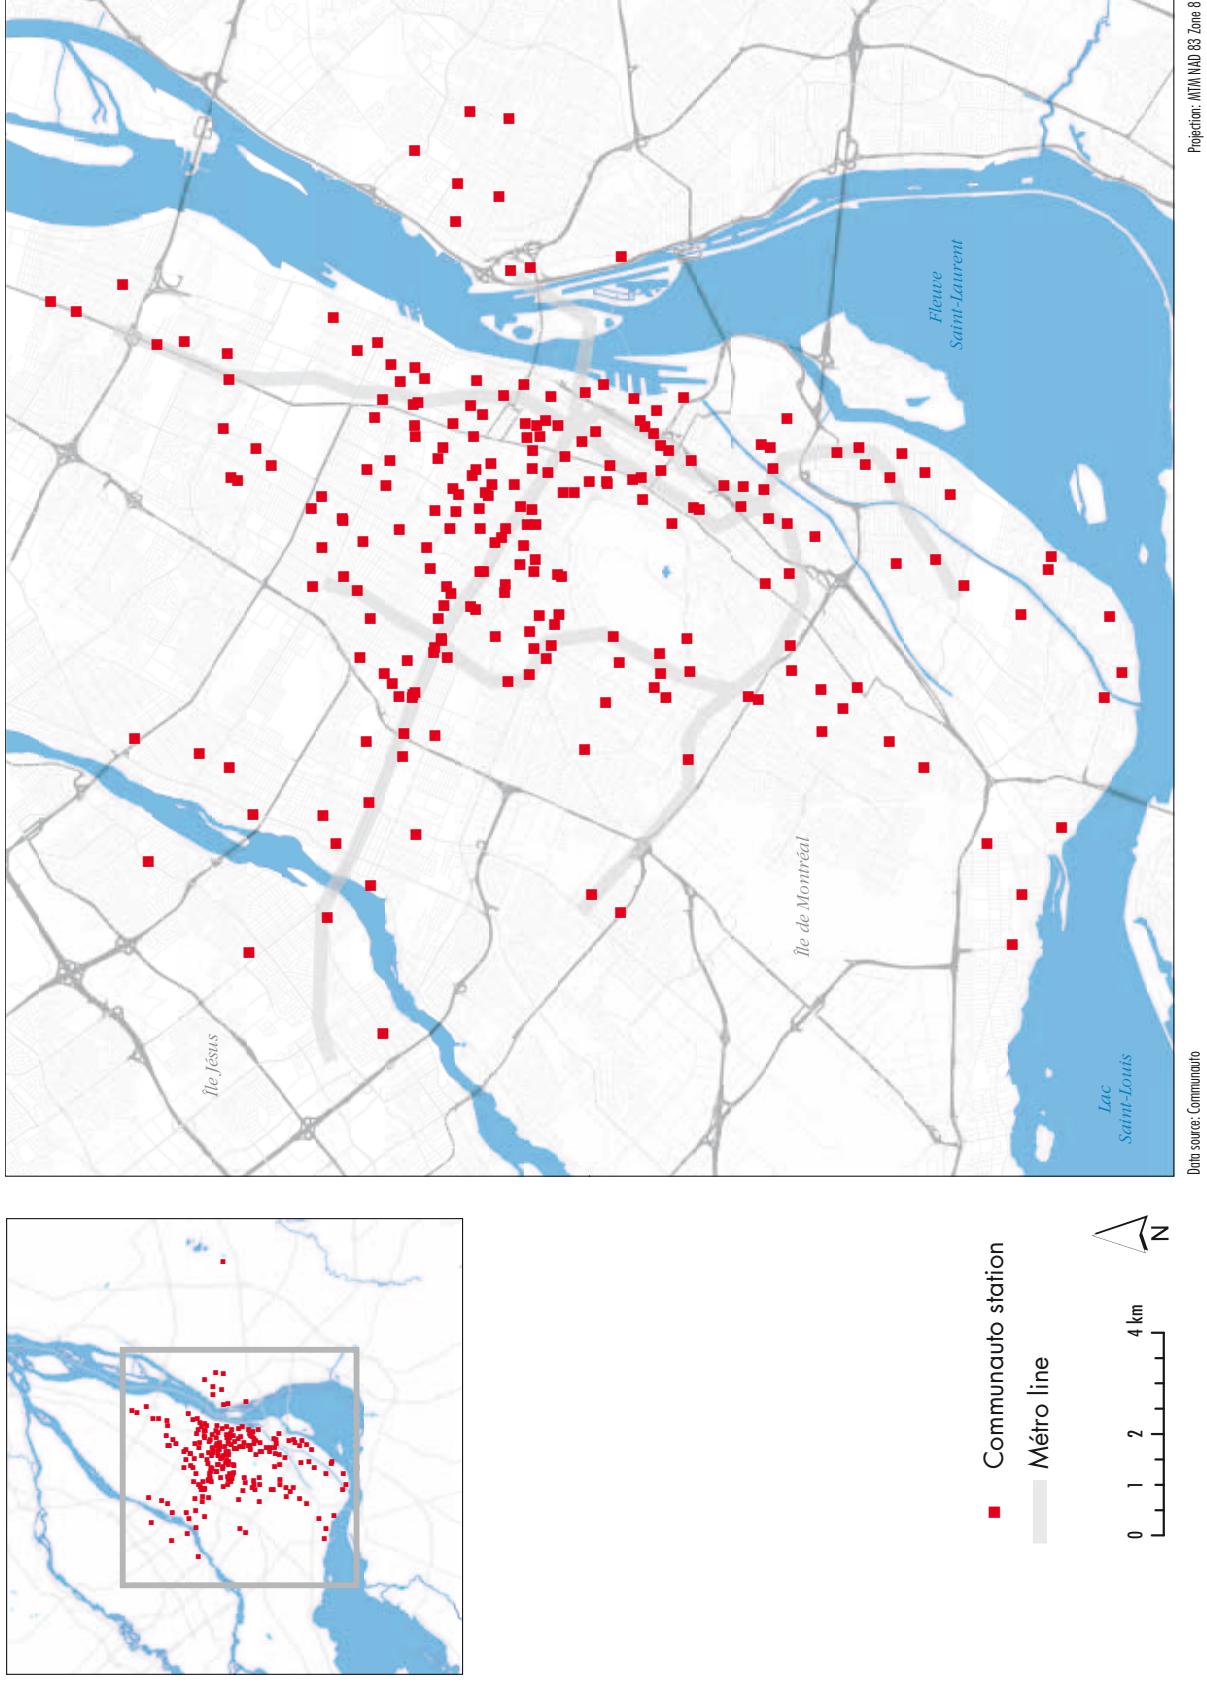 Île Jésus
Île de Montréal
Fleuve
Saint-Laurent
Lac
Saint-Louis
Data source: Communauto
Projection: MTM NAD 83 Zone 8
Communauto station
Métro line
0 1 2 4 km
N